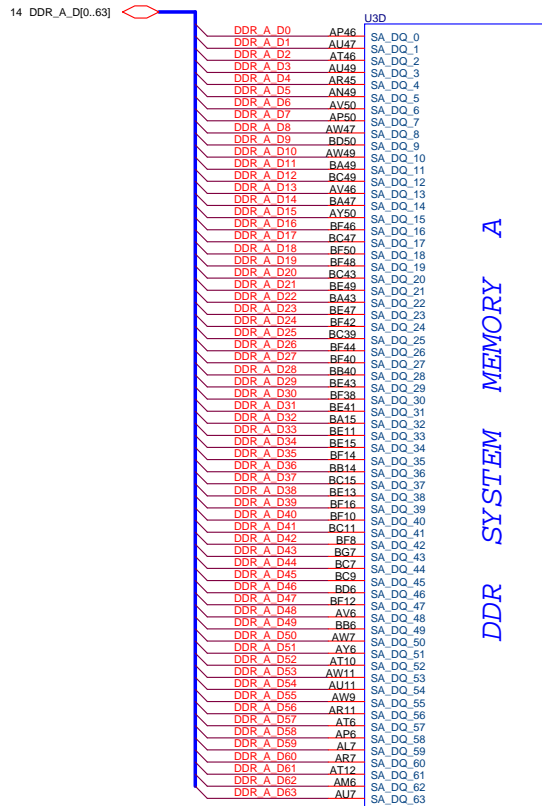 14 DDR_A_D[0..63]
U3D
DDR_A_D0 AP46 SA_DQ_0
DDR_A_D1 AU47 SA_DQ_1
DDR_A_D2 AT46 SA_DQ_2
DDR_A_D3 AU49 SA_DQ_3
DDR_A_D4 AR45 SA_DQ_4
DDR_A_D5 AN49 SA_DQ_5
DDR_A_D6 AV50 SA_DQ_6
DDR_A_D7 AP50 SA_DQ_7
DDR_A_D8 AW47 SA_DQ_8
DDR_A_D9 BD50 SA_DQ_9
DDR_A_D10 AW49 SA_DQ_10
DDR_A_D11 BA49 SA_DQ_11
DDR_A_D12 BC49 SA_DQ_12
DDR_A_D13 AV46 SA_DQ_13
DDR_A_D14 BA47 SA_DQ_14
DDR_A_D15 AY50 SA_DQ_15
DDR_A_D16 BF46 SA_DQ_16
DDR_A_D17 BC47 SA_DQ_17
DDR_A_D18 BF50 SA_DQ_18
DDR_A_D19 BF48 SA_DQ_19
DDR_A_D20 BC43 SA_DQ_20
DDR_A_D21 BE49 SA_DQ_21
DDR_A_D22 BA43 SA_DQ_22
DDR_A_D23 BE47 SA_DQ_23
DDR_A_D24 BF42 SA_DQ_24
DDR_A_D25 BC39 SA_DQ_25
DDR_A_D26 BF44 SA_DQ_26
DDR_A_D27 BF40 SA_DQ_27
DDR_A_D28 BB40 SA_DQ_28
DDR_A_D29 BE43 SA_DQ_29
DDR_A_D30 BF38 SA_DQ_30
DDR_A_D31 BE41 SA_DQ_31
DDR_A_D32 BA15 SA_DQ_32
DDR_A_D33 BE11 SA_DQ_33
DDR_A_D34 BE15 SA_DQ_34
DDR_A_D35 BF14 SA_DQ_35
DDR_A_D36 BB14 SA_DQ_36
DDR_A_D37 BC15 SA_DQ_37
DDR_A_D38 BE13 SA_DQ_38
DDR_A_D39 BF16 SA_DQ_39
DDR_A_D40 BF10 SA_DQ_40
DDR_A_D41 BC11 SA_DQ_41
DDR_A_D42 BF8 SA_DQ_42
DDR_A_D43 BG7 SA_DQ_43
DDR_A_D44 BC7 SA_DQ_44
DDR_A_D45 BC9 SA_DQ_45
DDR_A_D46 BD6 SA_DQ_46
DDR_A_D47 BF12 SA_DQ_47
DDR_A_D48 AV6 SA_DQ_48
DDR_A_D49 BB6 SA_DQ_49
DDR_A_D50 AW7 SA_DQ_50
DDR_A_D51 AY6 SA_DQ_51
DDR_A_D52 AT10 SA_DQ_52
DDR_A_D53 AW11 SA_DQ_53
DDR_A_D54 AU11 SA_DQ_54
DDR_A_D55 AW9 SA_DQ_55
DDR_A_D56 AR11 SA_DQ_56
DDR_A_D57 AT6 SA_DQ_57
DDR_A_D58 AP6 SA_DQ_58
DDR_A_D59 AL7 SA_DQ_59
DDR_A_D60 AR7 SA_DQ_60
DDR_A_D61 AT12 SA_DQ_61
DDR_A_D62 AM6 SA_DQ_62
DDR_A_D63 AU7 SA_DQ_63
DDR SYSTEM MEMORY A